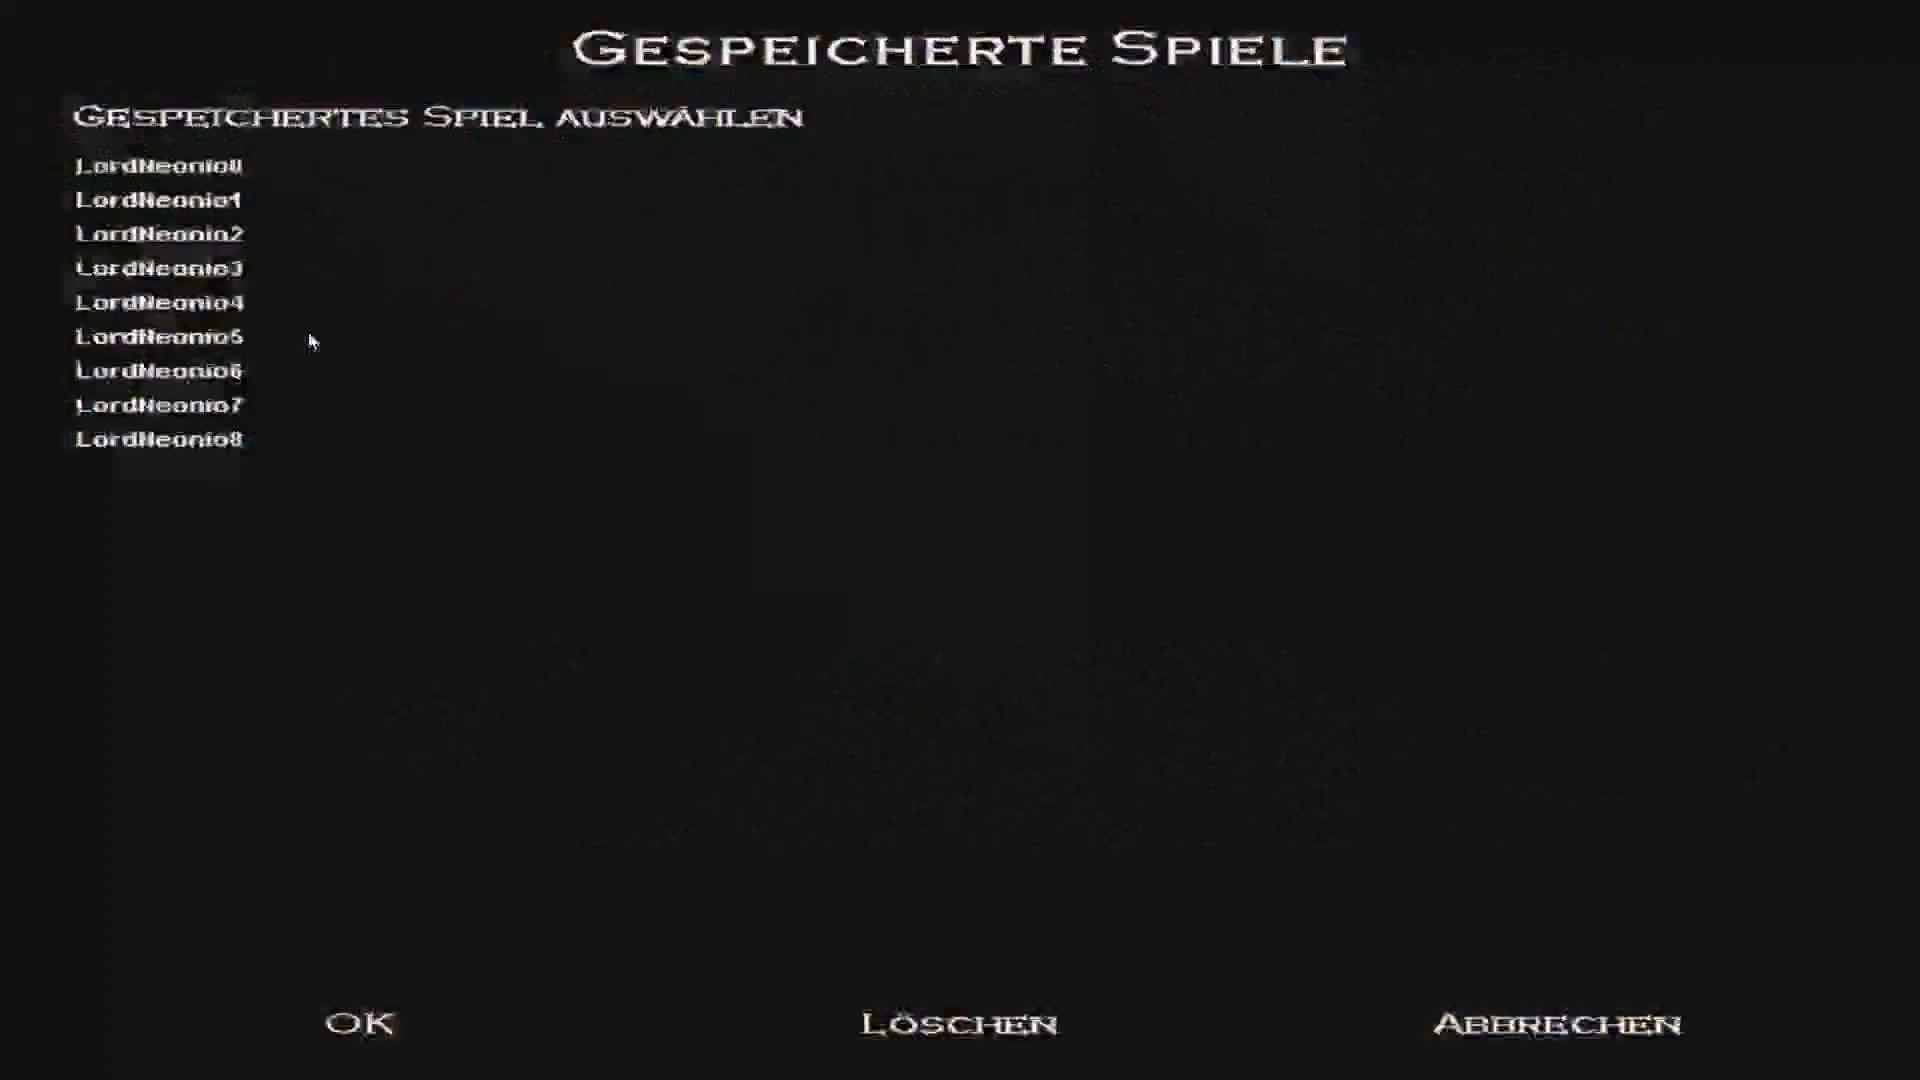 Gespeicherte Spiele
Gespeichertes Spiel auswählen
LordNeonio0
LordNeonio1
LordNeonio2
LordNeonio3
LordNeonio4
LordNeonio5
LordNeonio6
LordNeonio7
LordNeonio8
OK Löschen Abbrechen